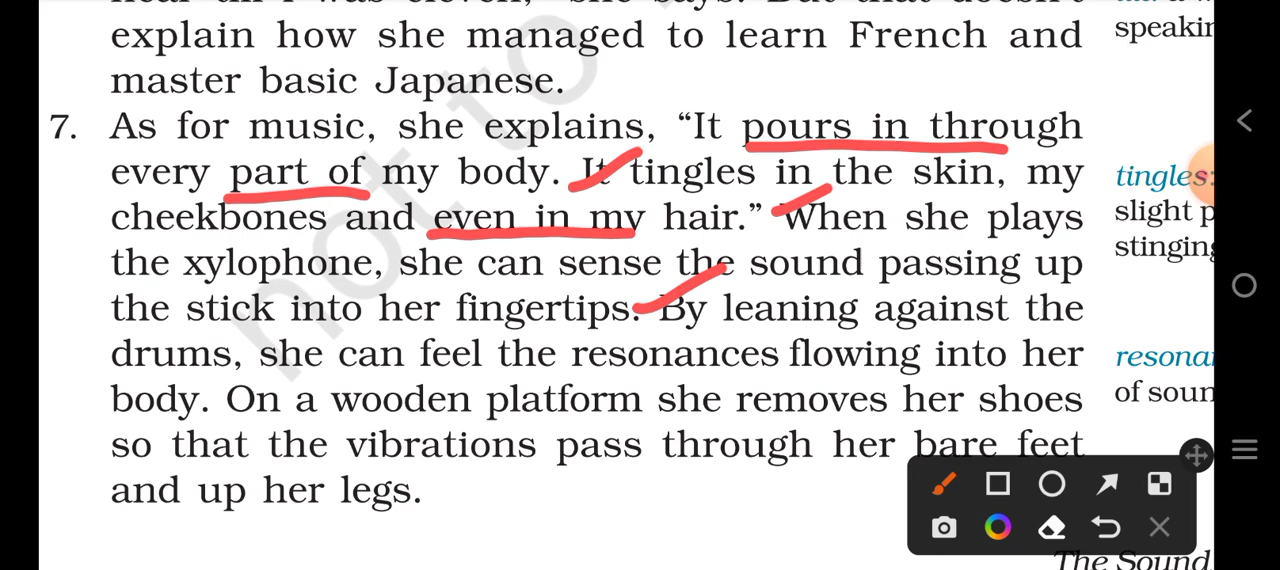 explain how she managed to learn French and
speakin
master basic Japanese.
7. As for music, she explains, “It pours in through
every part of my body. It tingles in the skin, my
tingles:
cheekbones and even in my hair.” When she plays
slight p
the xylophone, she can sense the sound passing up
stinging
the stick into her fingertips. By leaning against the
drums, she can feel the resonances flowing into her
resona
body. On a wooden platform she removes her shoes
of soun
so that the vibrations pass through her bare feet
and up her legs.
The Sound
not to